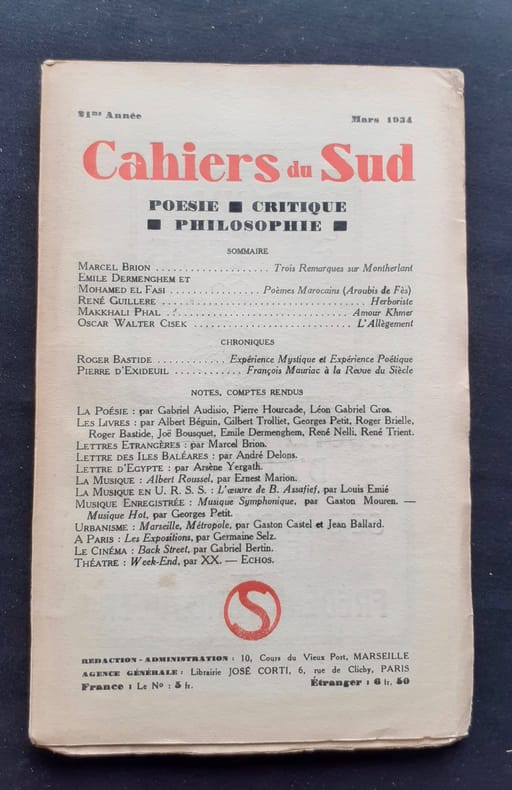 21me Année Mars 1934
Cahiers du Sud
POESIE ■ CRITIQUE
■ PHILOSOPHIE ■
SOMMAIRE
MARCEL BRION . . . . . . . . . . . . . . . . . . . Trois Remarques sur Montherlant
EMILE DERMENGHEM ET
MOHAMED EL FASI . . . . . . . . . . . . . . . Poèmes Marocains (Aroubis de Fès)
RENÉ GUILLERE . . . . . . . . . . . . . . . . . . . . . . . . . . . . . . . . . Herboriste
MAKKHALI PHAL . . . . . . . . . . . . . . . . . . . . . . . . . . . . . Amour Khmer
OSCAR WALTER CISEK . . . . . . . . . . . . . . . . . . . . . . . . . L'Allègement
CHRONIQUES
ROGER BASTIDE . . . . . . . . . . . . Expérience Mystique et Expérience Poétique
PIERRE D'EXIDEUIL . . . . . . . . . . . . François Mauriac à la Revue du Siècle
NOTES, COMPTES RENDUS
LA POÉSIE : par Gabriel Audisio, Pierre Hourcade, Léon Gabriel Gros.
LES LIVRES : par Albert Béguin, Gilbert Trolliet, Georges Petit, Roger Brielle,
Roger Bastide, Joë Bousquet, Emile Dermenghem, René Nelli, René Trient.
LETTRES ETRANGÈRES : par Marcel Brion.
LETTRE DES ILES BALÉARES : par André Delons.
LETTRE D'EGYPTE : par Arsène Yergath.
LA MUSIQUE : Albert Roussel, par Ernest Marion.
LA MUSIQUE EN U. R. S. S. : L'œuvre de B. Assafief, par Louis Emié
MUSIQUE ENREGISTRÉE : Musique Symphonique, par Gaston Mouren. —
Musique Hot, par Georges Petit.
URBANISME : Marseille, Métropole, par Gaston Castel et Jean Ballard.
A PARIS : Les Expositions, par Germaine Selz.
LE CINÉMA : Back Street, par Gabriel Bertin.
THÉATRE : Week-End, par XX. — ECHOS.
S
REDACTION - ADMINISTRATION : 10, Cours du Vieux Port, MARSEILLE
AGENCE GÉNÉRALE : Librairie JOSÉ CORTI, 6, rue de Clichy, PARIS
France : Le No : 5 fr. Étranger : 6 fr. 50